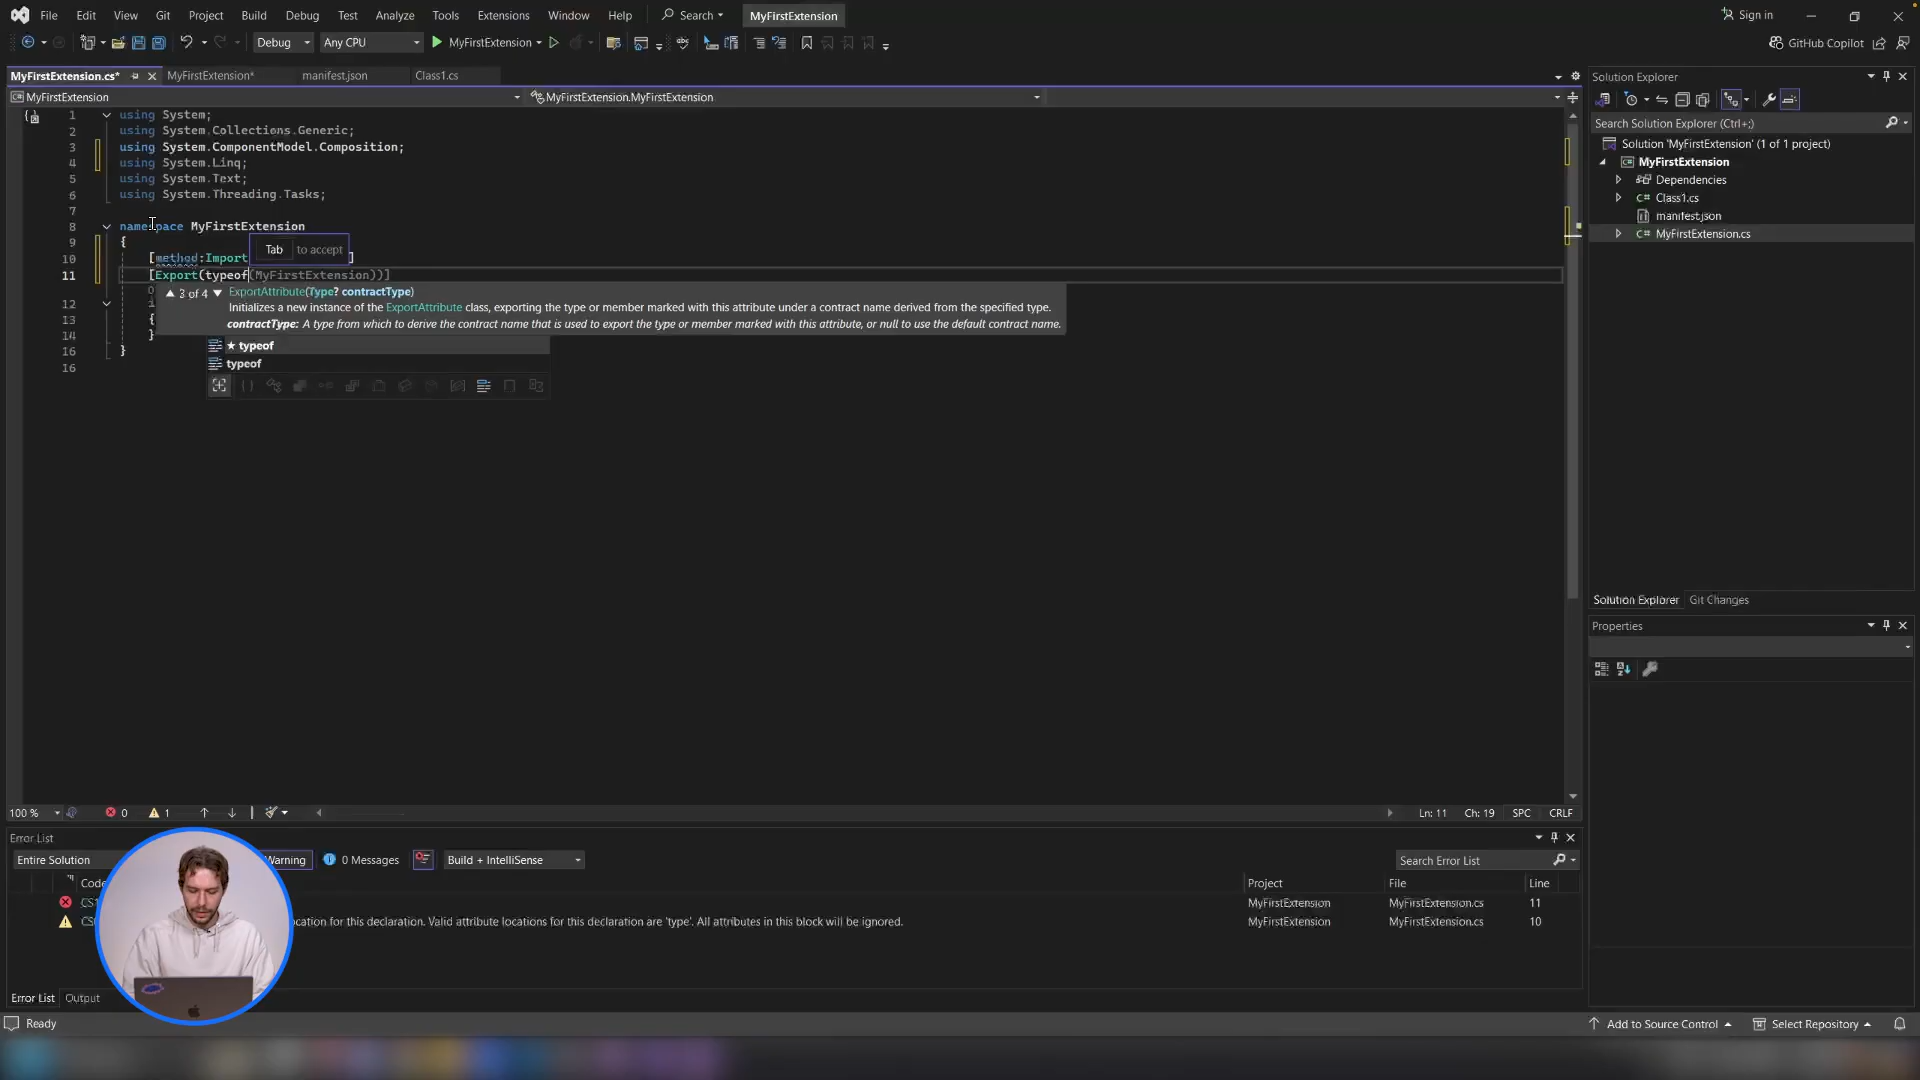 File Edit View Git Project Build Debug Test Analyze Tools Extensions Window Help Search MyFirstExtension Sign in
Debug Any CPU MyFirstExtension GitHub Copilot
MyFirstExtension.cs* MyFirstExtension* manifest.json Class1.cs
MyFirstExtension MyFirstExtension.MyFirstExtension
1 using System;
2 using System.Collections.Generic;
3 using System.ComponentModel.Composition;
4 using System.Linq;
5 using System.Text;
6 using System.Threading.Tasks;
7
8 namespace MyFirstExtension
9 {
Tab to accept
10 [method:Import ]
11 [Export(typeof(MyFirstExtension))]
3 of 4 ExportAttribute(Type? contractType)
Initializes a new instance of the ExportAttribute class, exporting the type or member marked with this attribute under a contract name derived from the specified type.
contractType: A type from which to derive the contract name that is used to export the type or member marked with this attribute, or null to use the default contract name.
12
13 {
14 }
★ typeof
16 }
typeof
16
100 % 0 1 Ln: 11 Ch: 19 SPC CRLF
Solution Explorer
Search Solution Explorer (Ctrl+;)
Solution 'MyFirstExtension' (1 of 1 project)
MyFirstExtension
Dependencies
Class1.cs
manifest.json
MyFirstExtension.cs
Solution Explorer Git Changes
Properties
Error List
Entire Solution Warning 0 Messages Build + IntelliSense Search Error List
Project File Line
MyFirstExtension MyFirstExtension.cs 11
ocation for this declaration. Valid attribute locations for this declaration are 'type'. All attributes in this block will be ignored. MyFirstExtension MyFirstExtension.cs 10
Error List Output
Ready Add to Source Control Select Repository